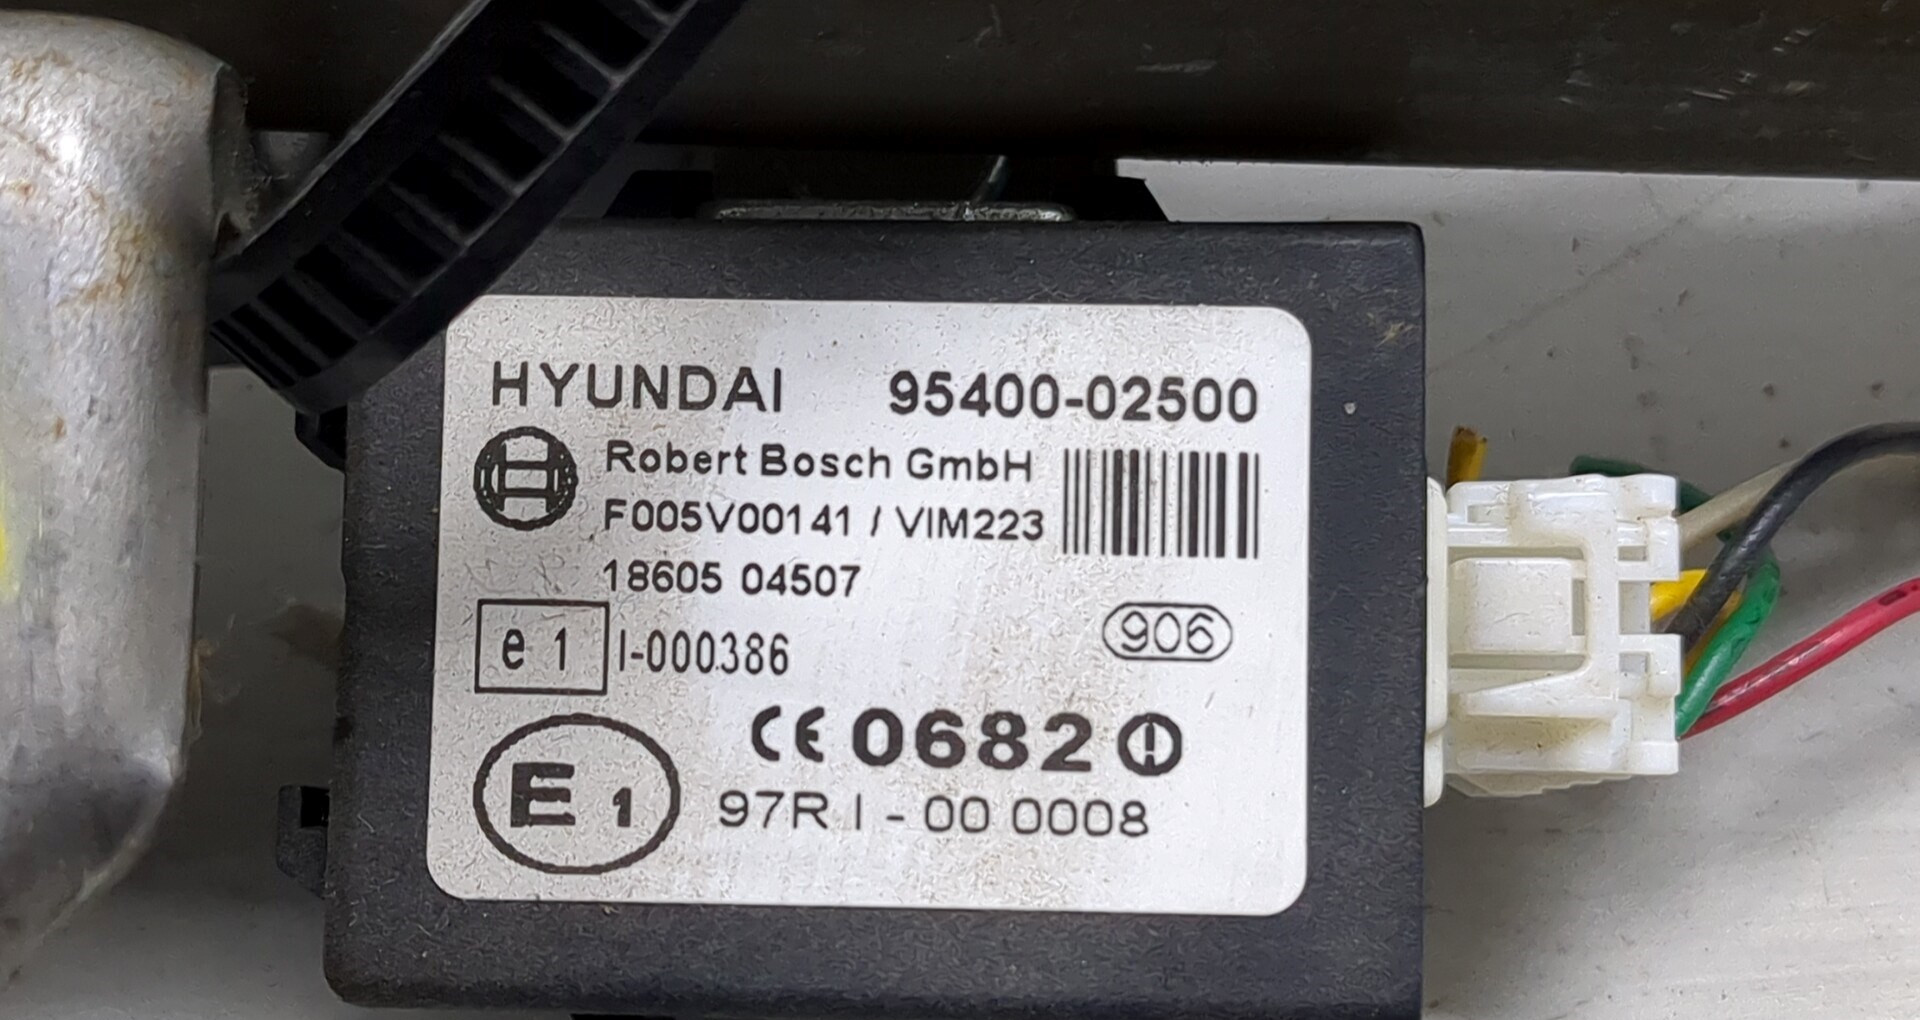 HYUNDAI 95400-02500
Robert Bosch GmbH
F005V00141 / VIM223
18605 04507
e 1 I-000386
906
CE 0682
E 1 97R I - 00 0008